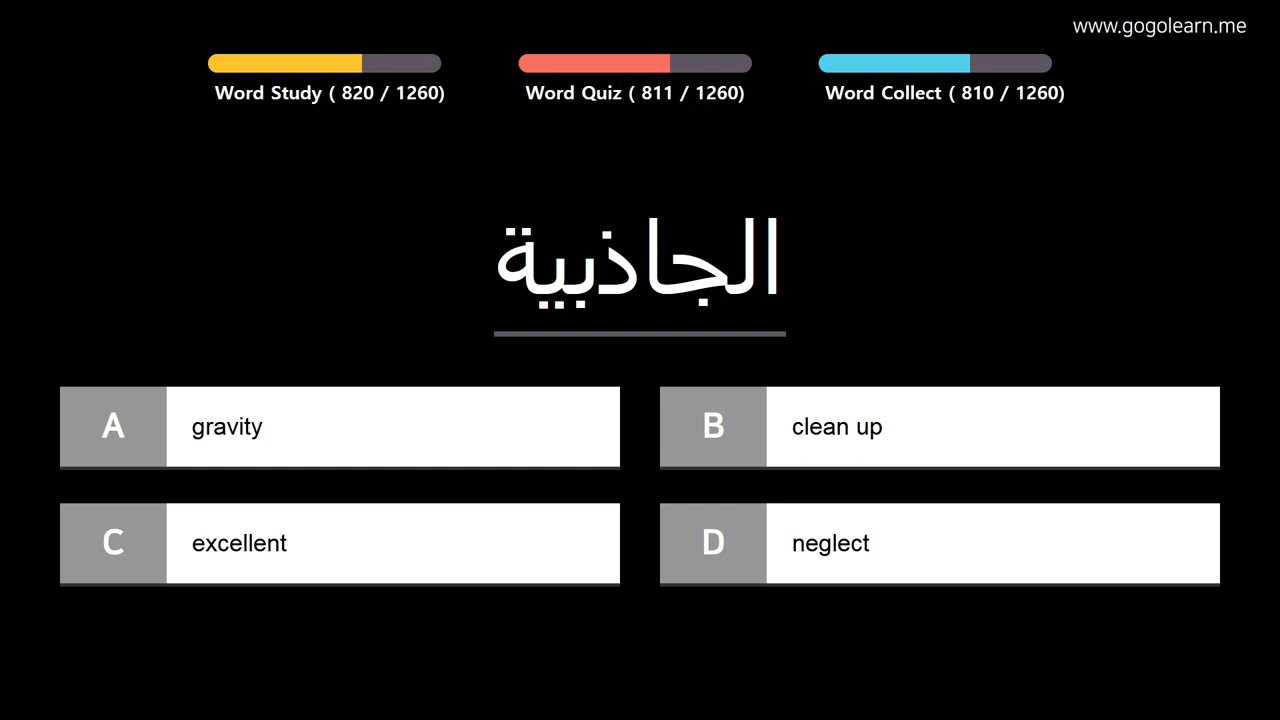 www.gogolearn.me
Word Study ( 820 / 1260)
Word Quiz ( 811 / 1260)
Word Collect ( 810 / 1260)
الجاذبية
A gravity
B clean up
C excellent
D neglect